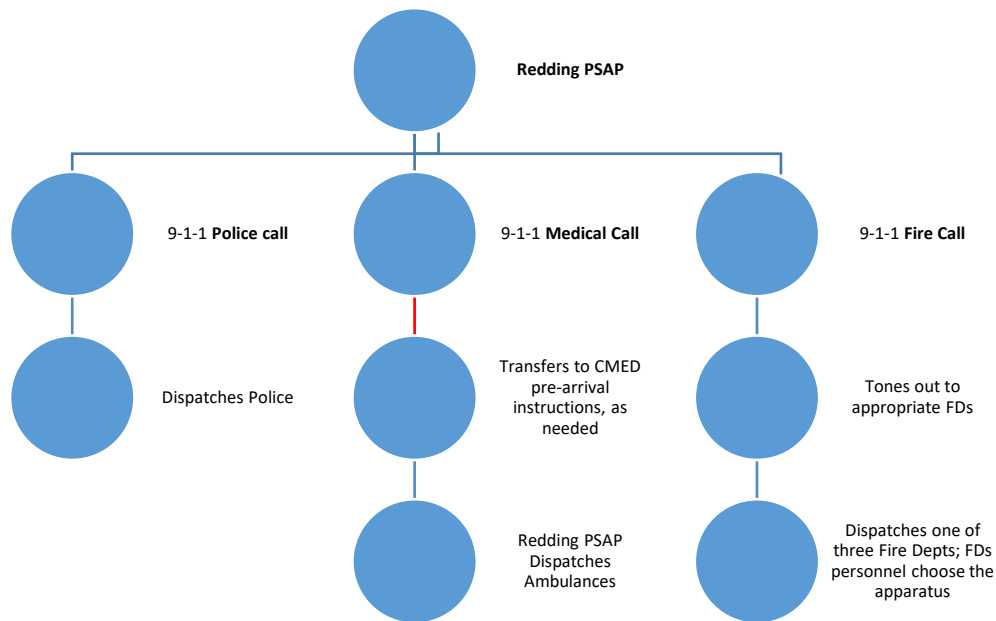 Redding PSAP
9-1-1 Police call
9-1-1 Medical Call
9-1-1 Fire Call
Dispatches Police
Transfers to CMED
pre-arrival
instructions, as
needed
Tones out to
appropriate FDs
Redding PSAP
Dispatches
Ambulances
Dispatches one of
three Fire Depts; FDs
personnel choose the
apparatus